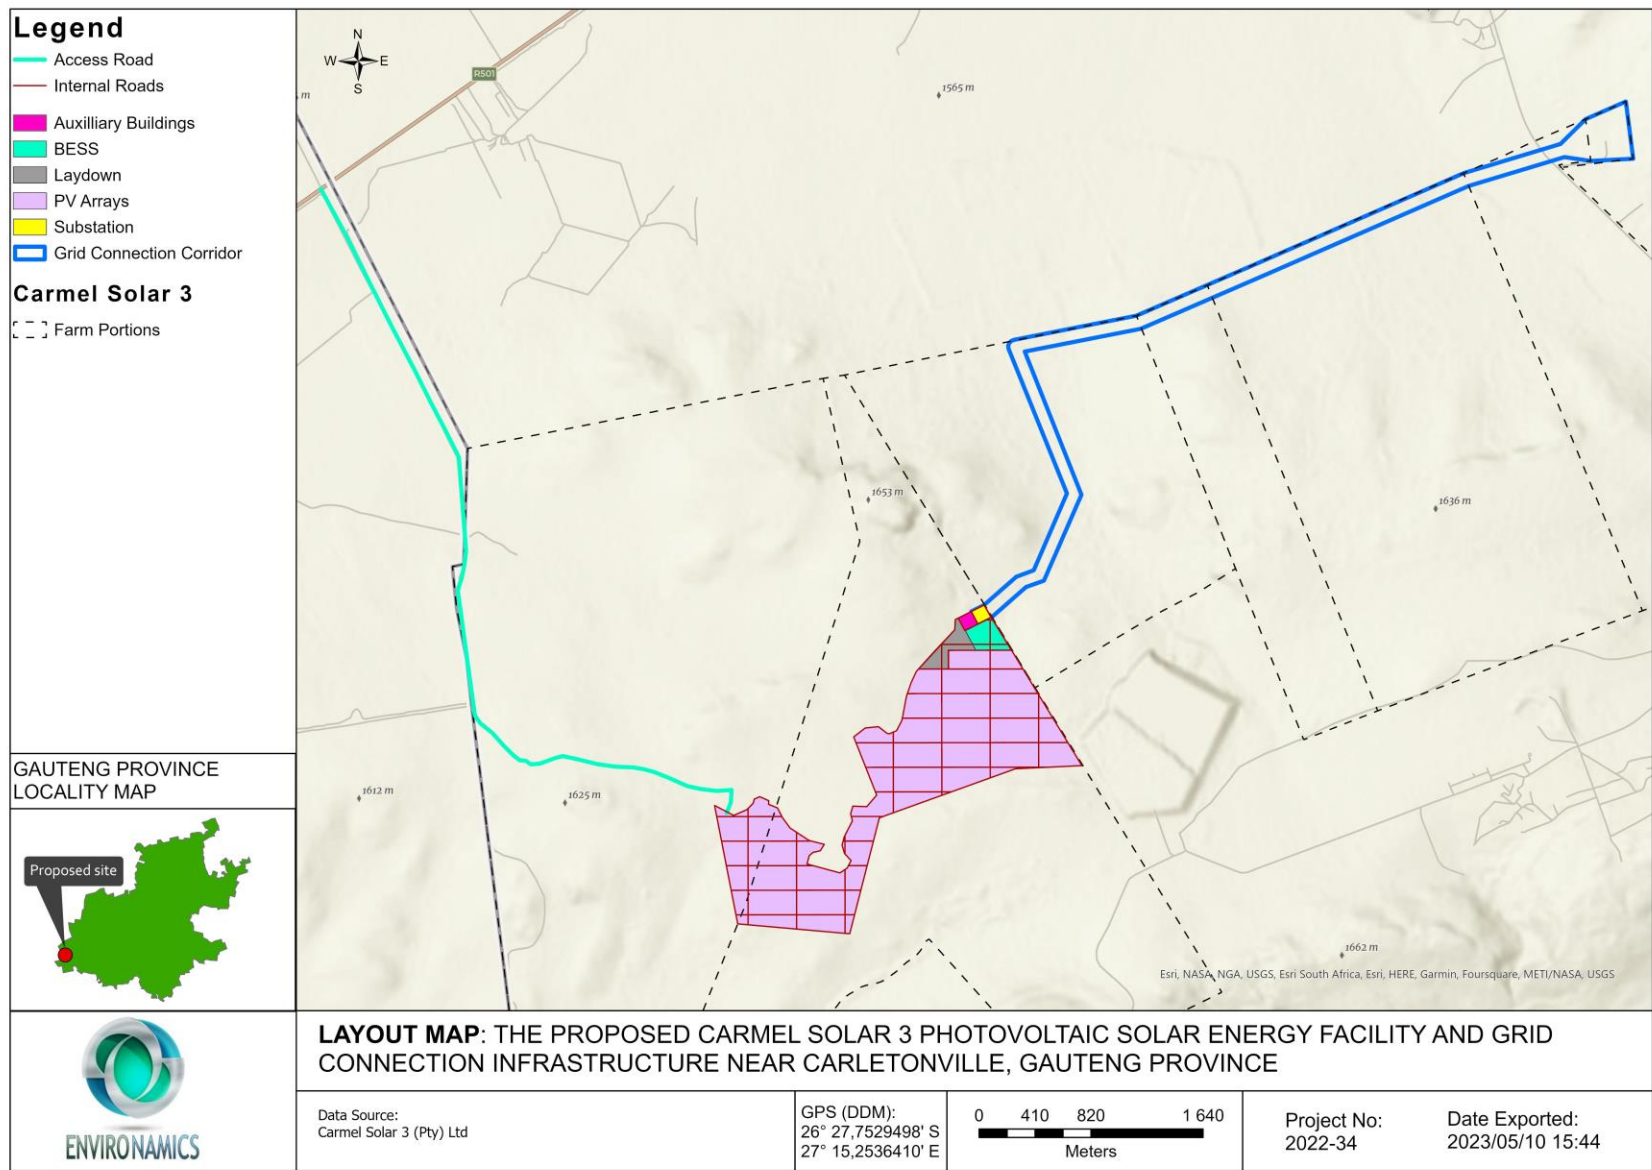 Legend
Access Road
Internal Roads
Auxilliary Buildings
BESS
Laydown
PV Arrays
Substation
Grid Connection Corridor
Carmel Solar 3
Farm Portions
GAUTENG PROVINCE
LOCALITY MAP
Proposed site
ENVIRONAMICS
N
W E
S
R501
m
1565 m
1653 m
1636 m
1612 m
1625 m
1662 m
Esri, NASA, NGA, USGS, Esri South Africa, Esri, HERE, Garmin, Foursquare, METI/NASA, USGS
LAYOUT MAP: THE PROPOSED CARMEL SOLAR 3 PHOTOVOLTAIC SOLAR ENERGY FACILITY AND GRID
CONNECTION INFRASTRUCTURE NEAR CARLETONVILLE, GAUTENG PROVINCE
Data Source:
Carmel Solar 3 (Pty) Ltd
GPS (DDM):
26° 27,7529498' S
27° 15,2536410' E
0 410 820 1 640
Meters
Project No:
2022-34
Date Exported:
2023/05/10 15:44